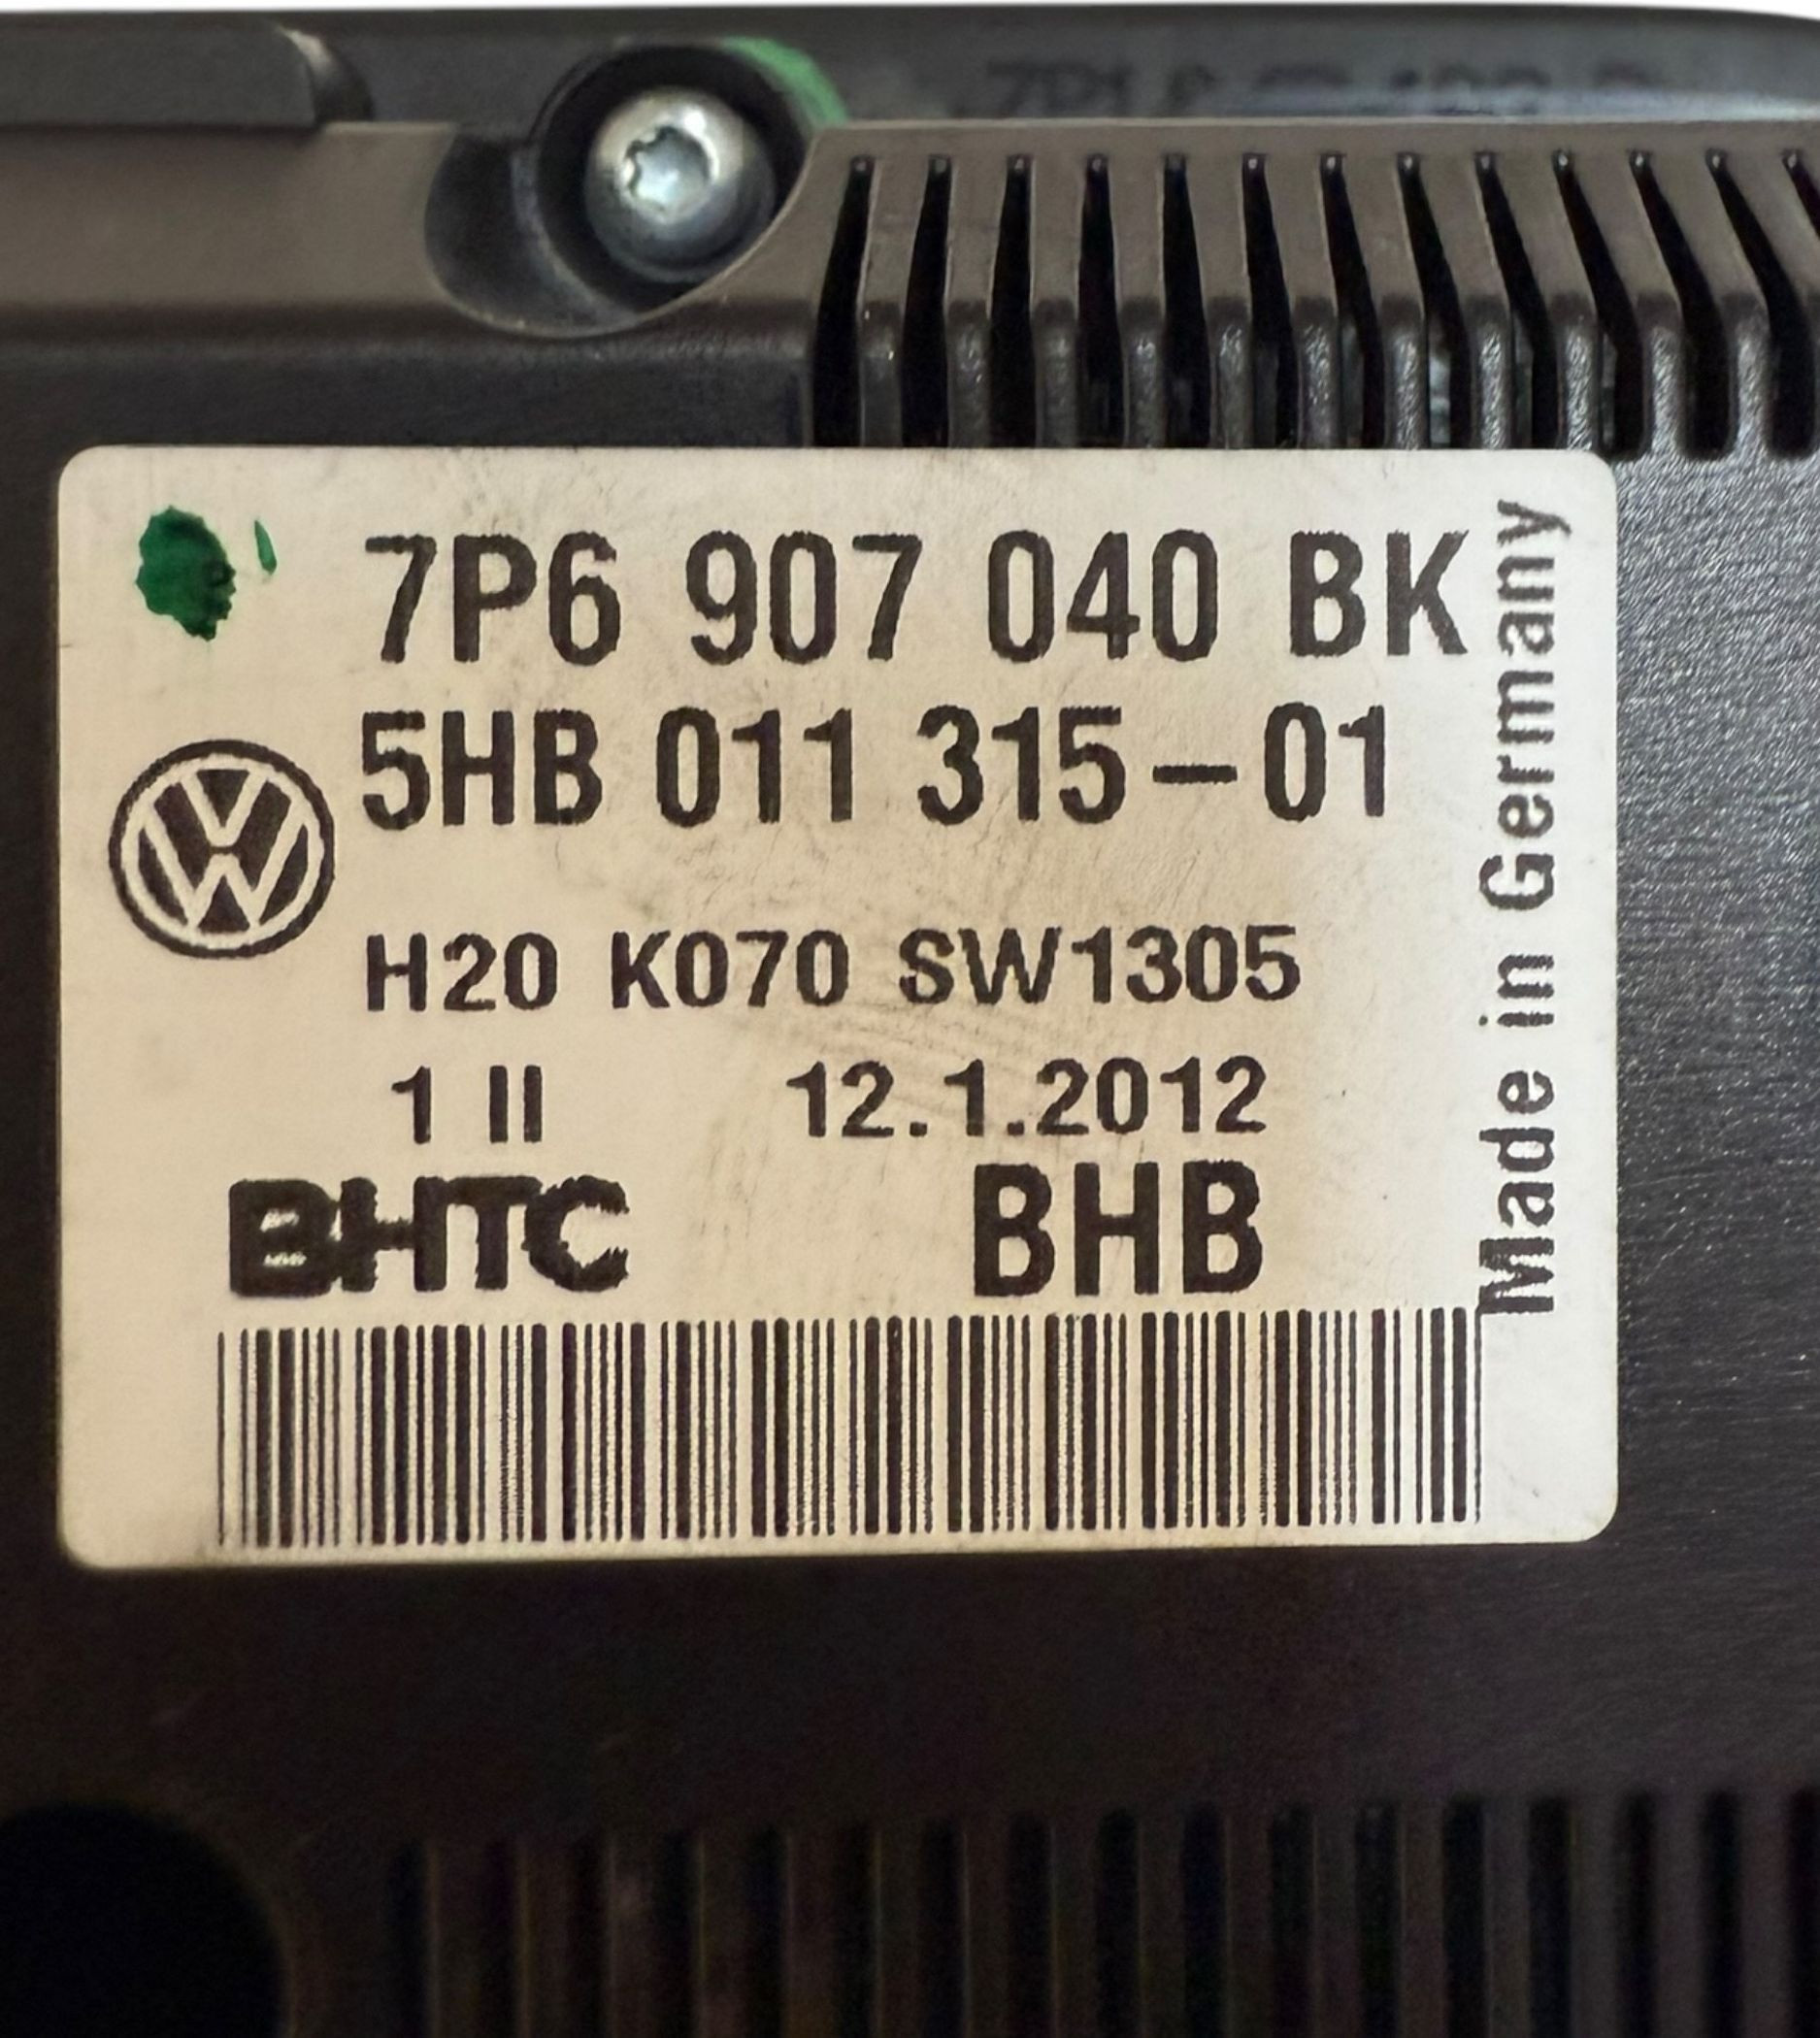 7P6 907 040 BK
5HB 011 315-01
H20 K070 SW1305
1 II 12.1.2012
BHTC BHB
Made in Germany